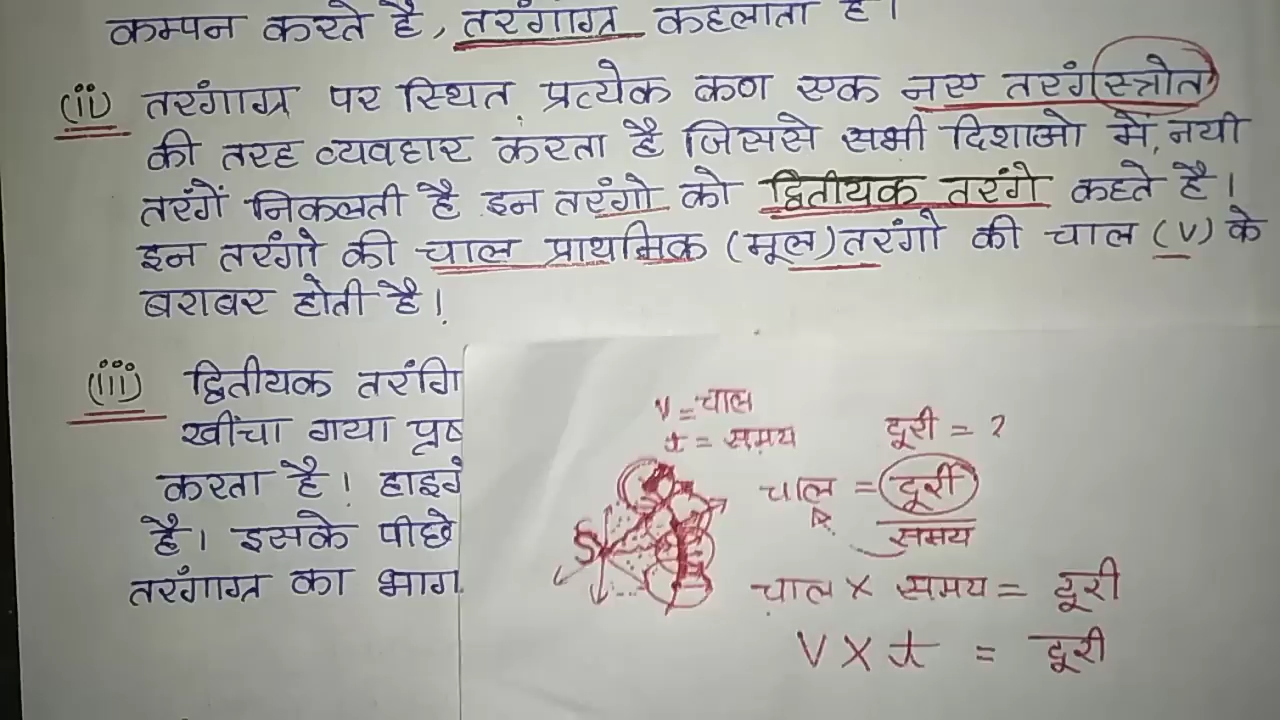 कम्पन करते है, तरंगाग्र कहलाता है।
(ii) तरंगाग्र पर स्थित प्रत्येक कण एक नए तरंग स्त्रोत
की तरह व्यवहार करता है जिससे सभी दिशाओ में, नयी
तरंगें निकलती है इन तरंगो को द्वितीयक तरंगे कहते है।
इन तरंगो की चाल प्राथमिक (मूल) तरंगो की चाल (v) के
बराबर होती है।
(iii) द्वितीयक तरंगि
खींचा गया पृष
करता है। हाइगे
है। इसके पीछे
तरंगाग्र का भाग
v = चाल
t = समय
दूरी = ?
चाल = दूरी
समय
S
चाल × समय = दूरी
V × t = दूरी